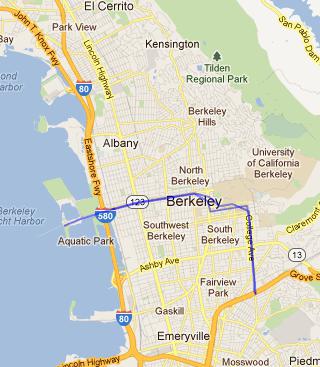 El Cerrito
John T. Knox Fwy
Park View
San Pablo Dam
Bay
Lincoln Highway
Kensington
Tilden
Regional Park
80
Eastshore Fwy
Harbor
Berkeley
Hills
Albany
University
of California
Berkeley
North
Berkeley
123
Berkeley
Berkeley
cht Harbor
580
College Ave
Claremont
Aquatic Park
Southwest
Berkeley
South
Berkeley
13
Ashby Ave
Grove S
Fairview
Park
Gaskill
80
Emeryville
Lincoln Highway
Mosswood
Piedm